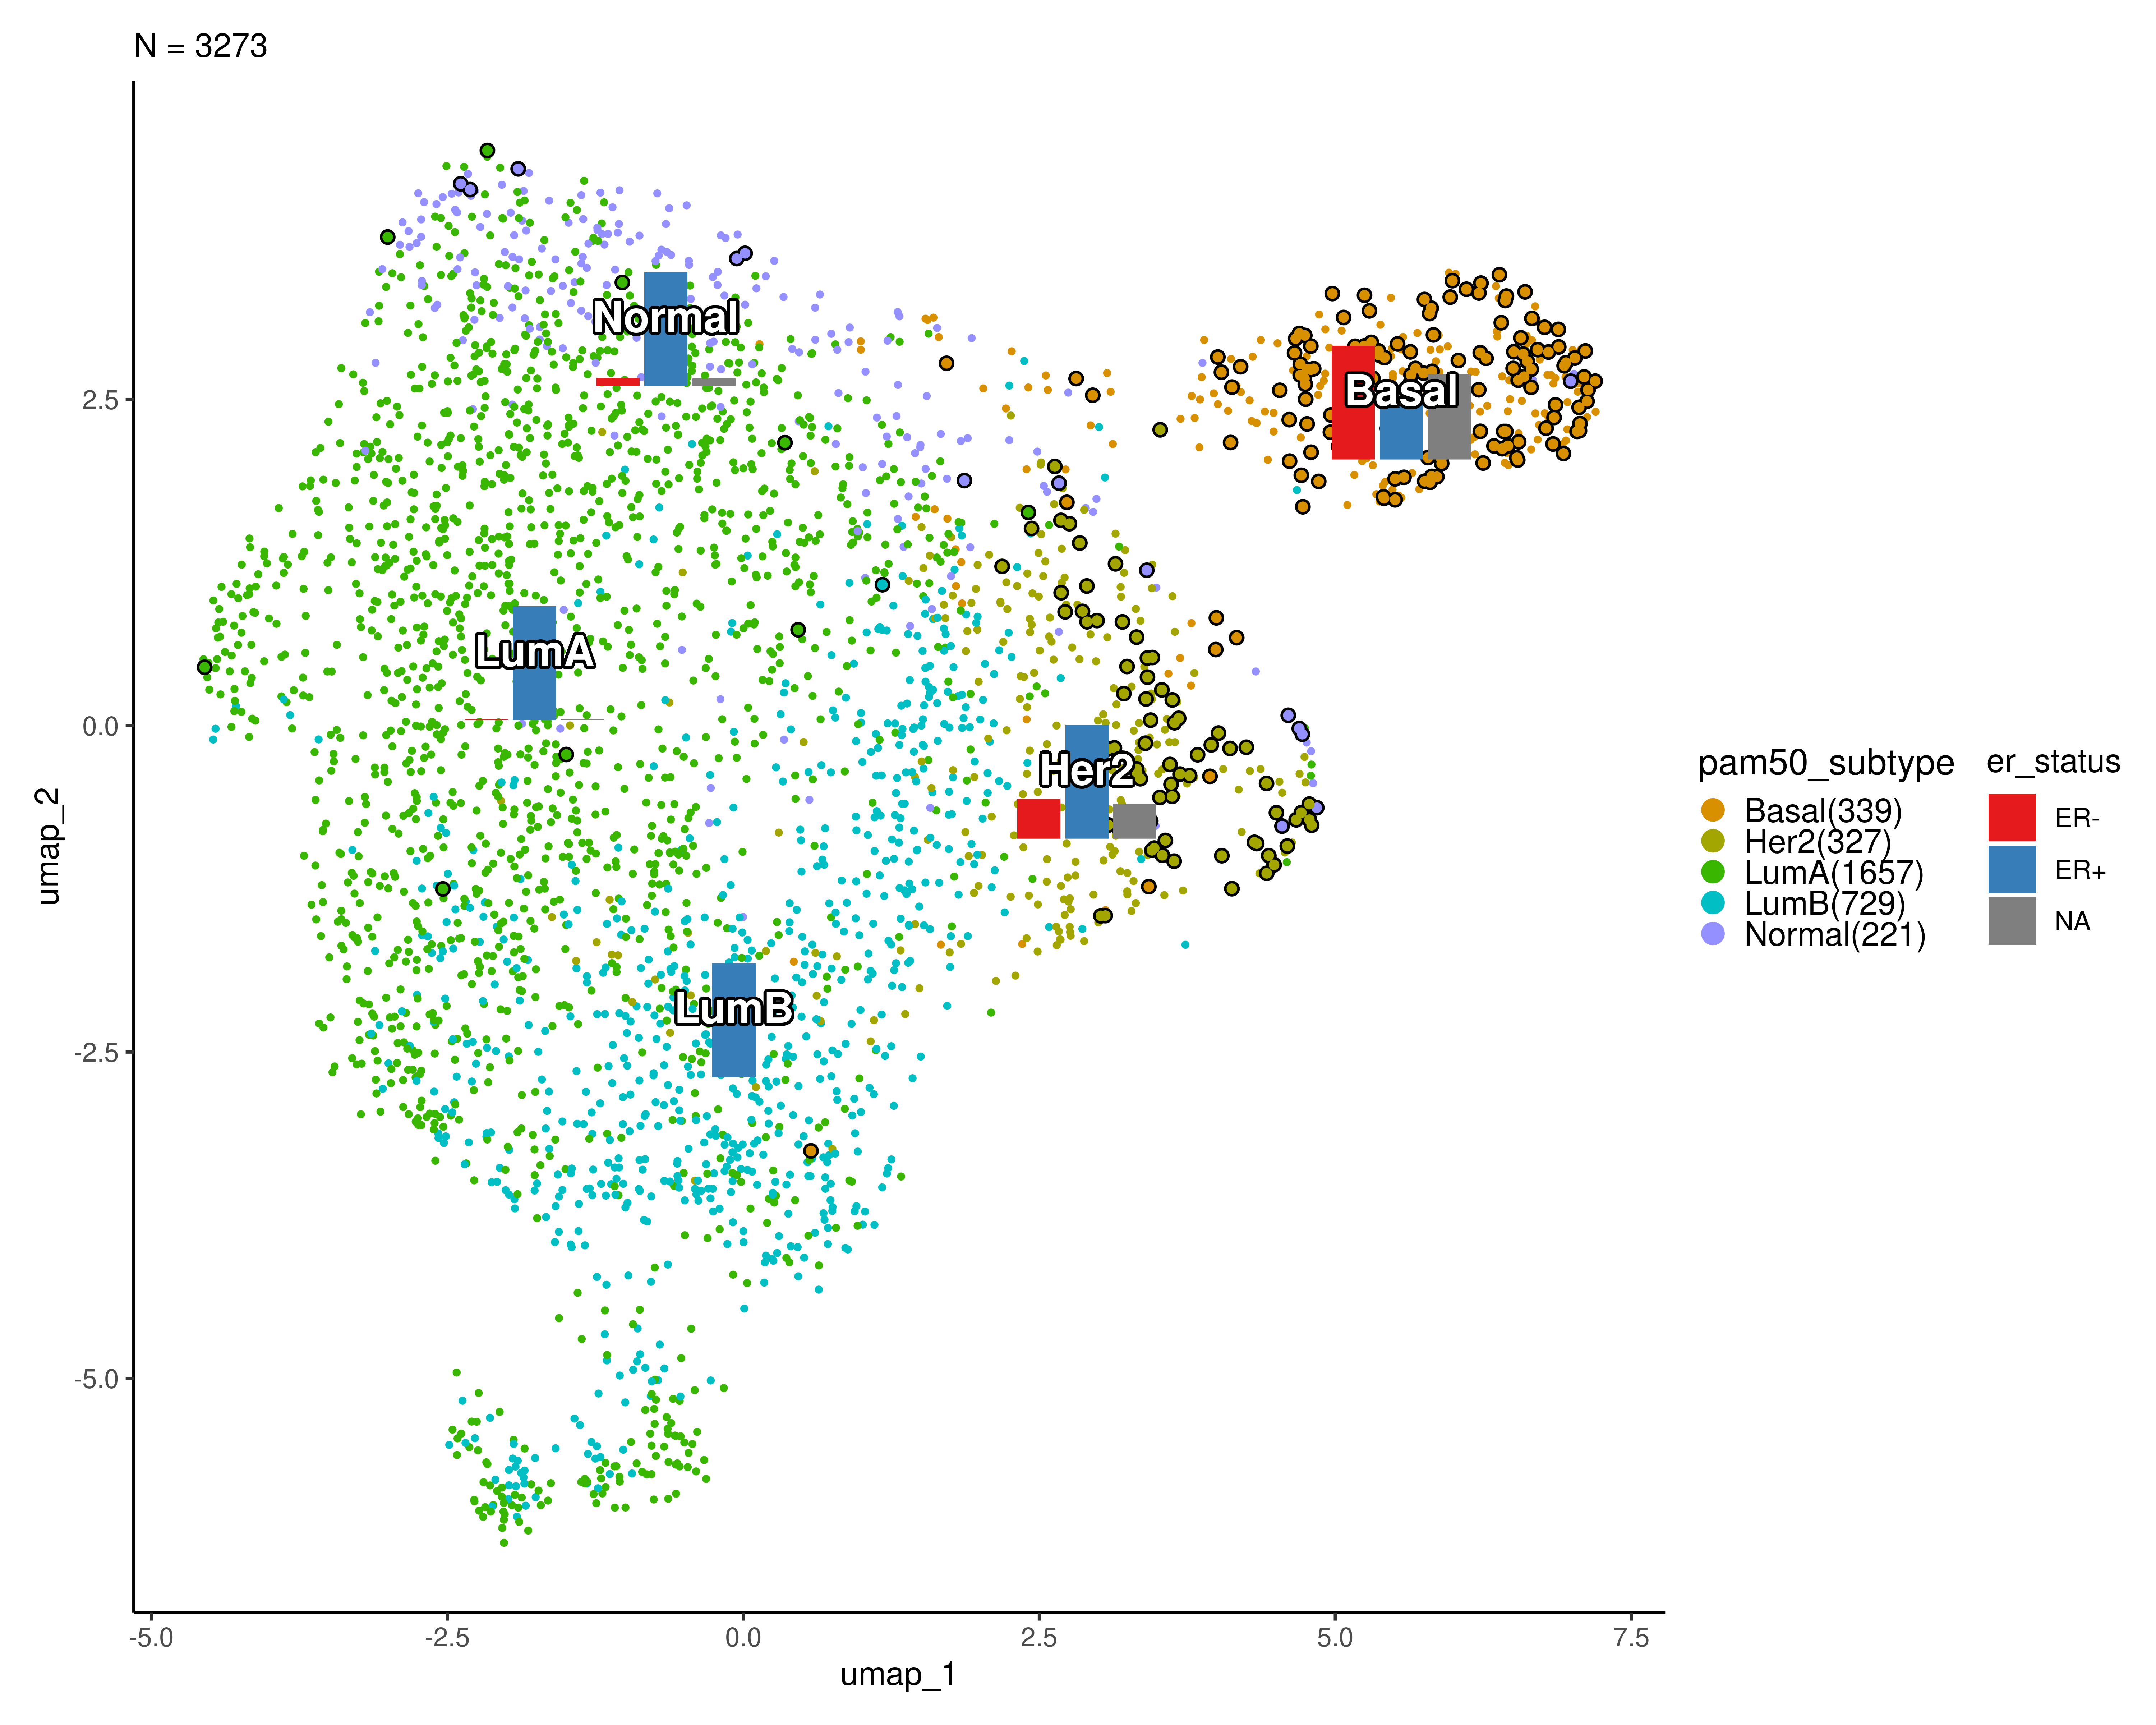 N = 3273
umap_2
2.5
0.0
-2.5
-5.0
Normal
Basal
LumA
Her2
LumB
-5.0
-2.5
0.0
2.5
5.0
7.5
umap_1
pam50_subtype
Basal(339)
Her2(327)
LumA(1657)
LumB(729)
Normal(221)
er_status
ER-
ER+
NA